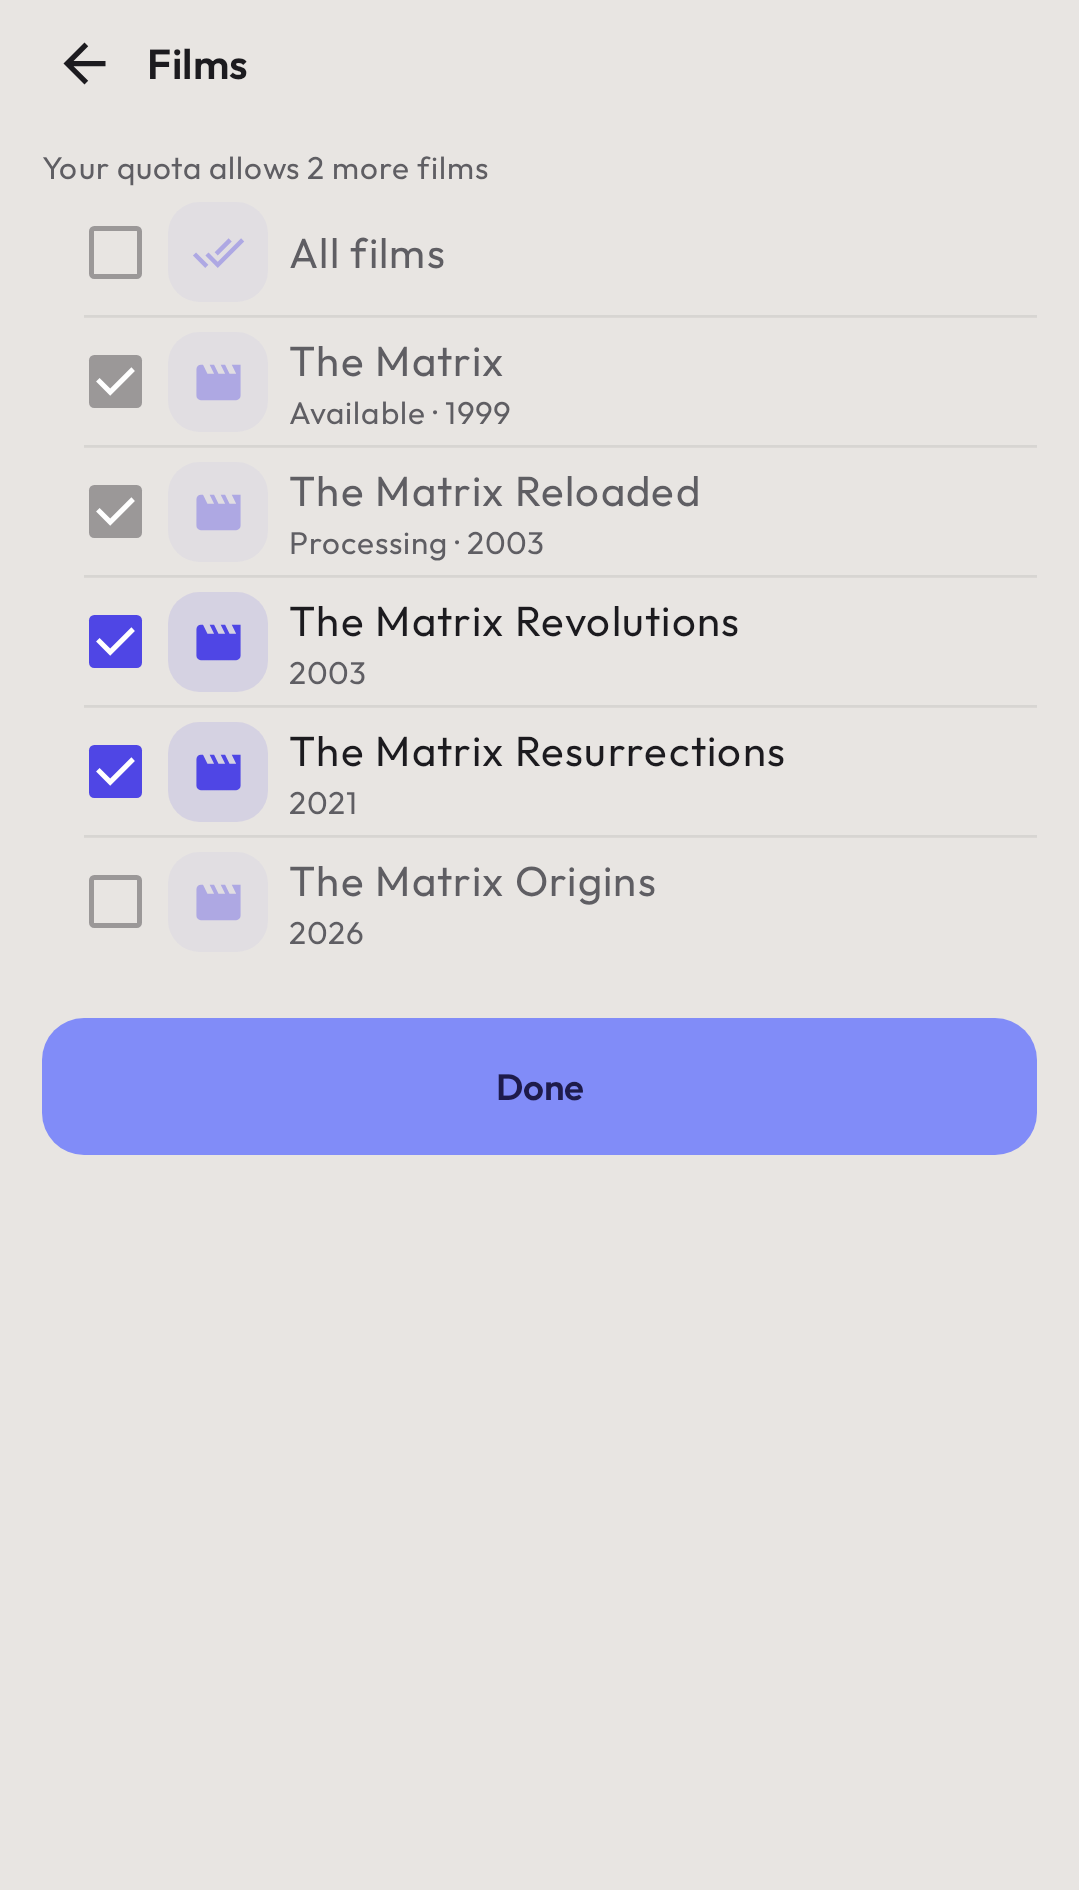 Films
Your quota allows 2 more films
All films
The Matrix
Available · 1999
The Matrix Reloaded
Processing · 2003
The Matrix Revolutions
2003
The Matrix Resurrections
2021
The Matrix Origins
2026
Done